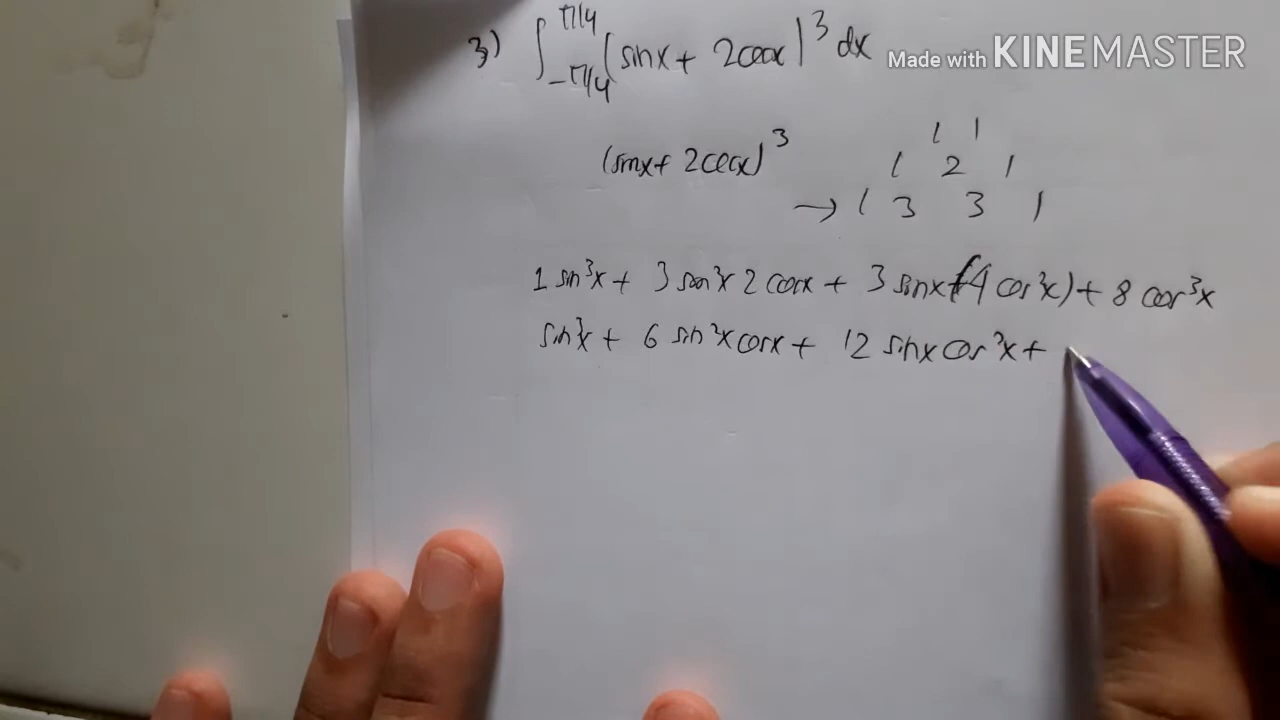 3) ∫_{-π/4}^{π/4} (sinx + 2cosx)³ dx
Made with KINEMASTER
(sinx + 2cosx)³
1 1
1 2 1
→ 1 3 3 1
1 sin³x + 3 sin²x 2 cosx + 3 sinx (4 cos²x) + 8 cos³x
sin³x + 6 sin²x cosx + 12 sinx cos²x +